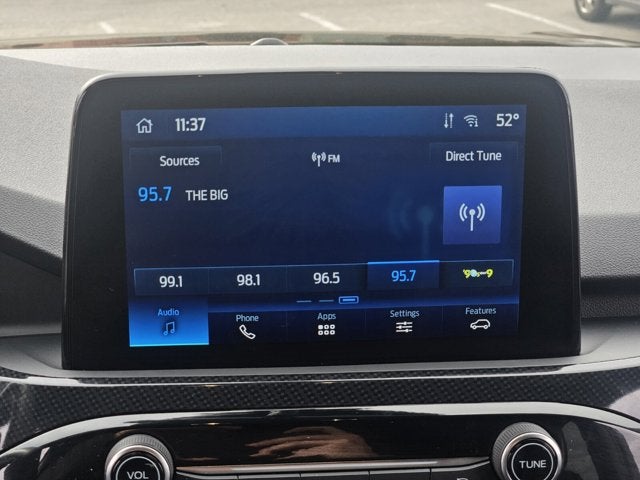 11:37 52°
Sources FM Direct Tune
95.7 THE BIG
99.1 98.1 96.5 95.7
Audio Phone Apps Settings Features
VOL TUNE